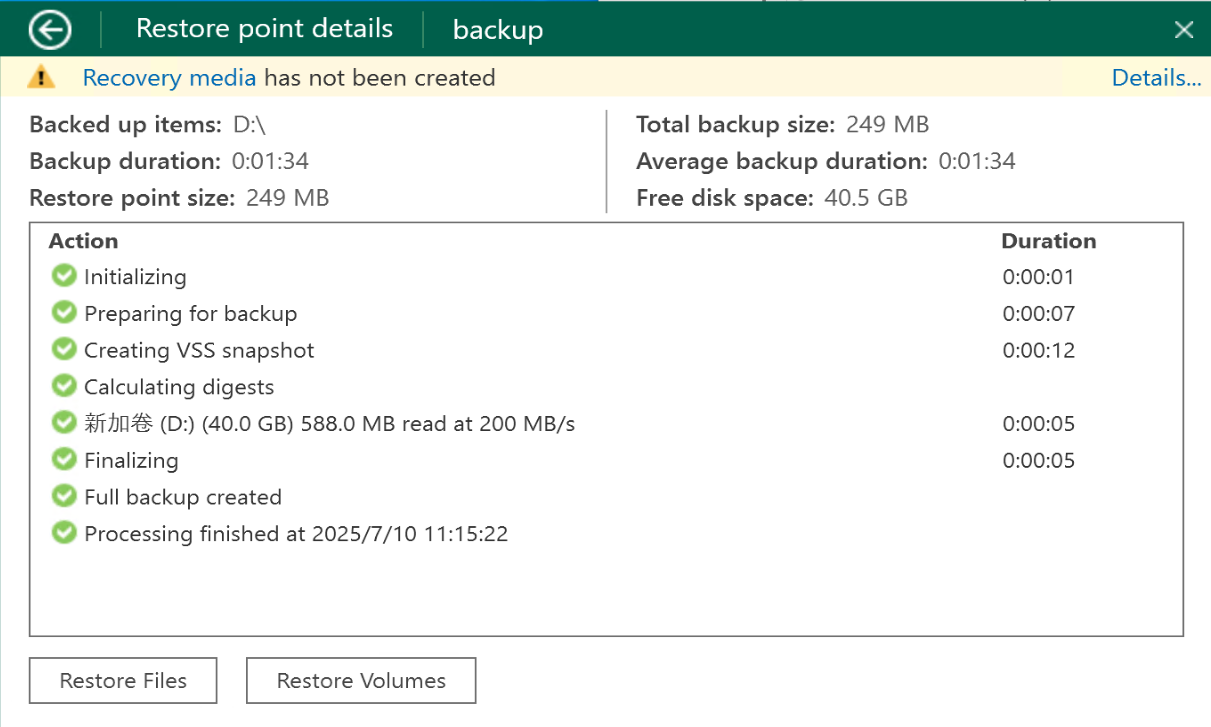 Restore point details backup
Recovery media has not been created Details...
Backed up items: D:\
Backup duration: 0:01:34
Restore point size: 249 MB
Total backup size: 249 MB
Average backup duration: 0:01:34
Free disk space: 40.5 GB
Action Duration
Initializing 0:00:01
Preparing for backup 0:00:07
Creating VSS snapshot 0:00:12
Calculating digests
新加卷 (D:) (40.0 GB) 588.0 MB read at 200 MB/s 0:00:05
Finalizing 0:00:05
Full backup created
Processing finished at 2025/7/10 11:15:22
Restore Files Restore Volumes